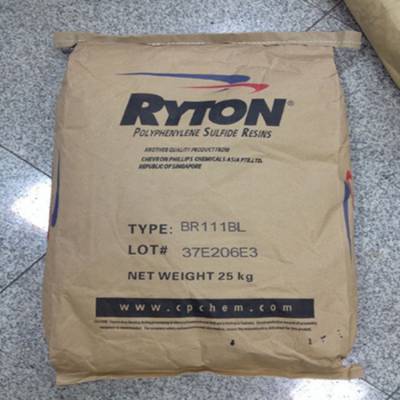 RYTON®
POLYPHENYLENE SULFIDE RESINS
ANOTHER QUALITY PRODUCT FROM
CHEVRON PHILLIPS CHEMICALS ASIA PTE. LTD.
REPUBLIC OF SINGAPORE
TYPE: BR111BL
LOT# 37E206E3
NET WEIGHT 25 kg
www.cpchem.com